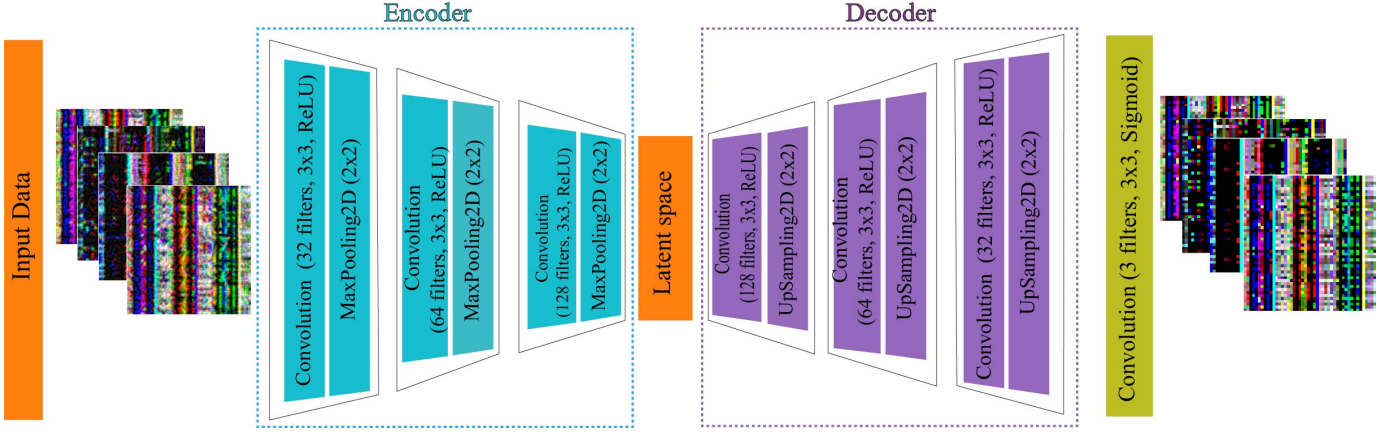 Encoder
Decoder
Input Data
Convolution (32 filters, 3x3, ReLU)
MaxPooling2D (2x2)
Convolution
(64 filters, 3x3, ReLU)
MaxPooling2D (2x2)
Convolution
(128 filters, 3x3, ReLU)
MaxPooling2D (2x2)
Latent space
Convolution
(128 filters, 3x3, ReLU)
UpSampling2D (2x2)
Convolution
(64 filters, 3x3, ReLU)
UpSampling2D (2x2)
Convolution (32 filters, 3x3, ReLU)
UpSampling2D (2x2)
Convolution (3 filters, 3x3, Sigmoid)